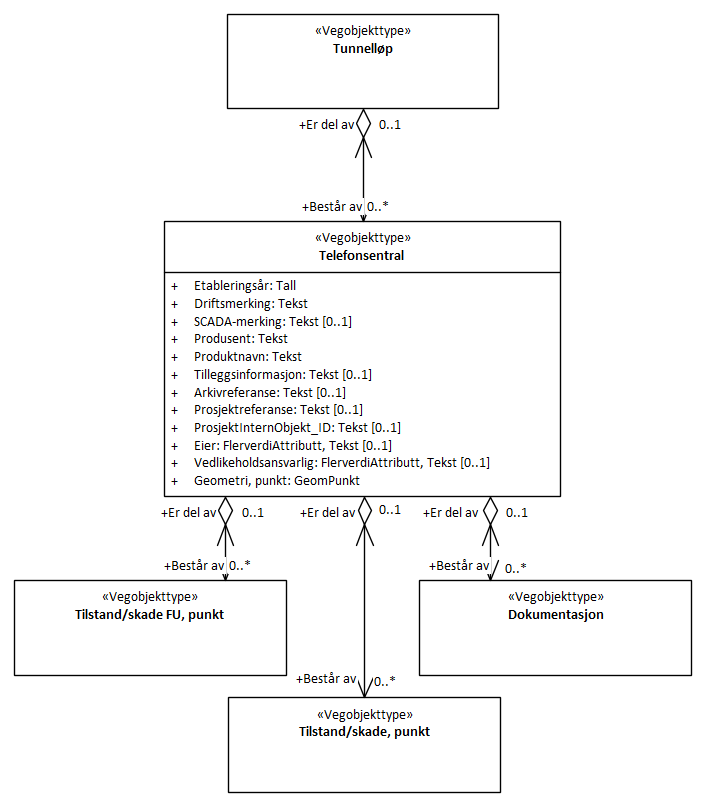 «Vegobjekttype»
Tunnelløp
+Er del av 0..1
+Består av 0..*
«Vegobjekttype»
Telefonsentral
+ Etableringsår: Tall
+ Driftsmerking: Tekst
+ SCADA-merking: Tekst [0..1]
+ Produsent: Tekst
+ Produktnavn: Tekst
+ Tilleggsinformasjon: Tekst [0..1]
+ Arkivreferanse: Tekst [0..1]
+ Prosjektreferanse: Tekst [0..1]
+ ProsjektInternObjekt_ID: Tekst [0..1]
+ Eier: FlerverdiAttributt, Tekst [0..1]
+ Vedlikeholdsansvarlig: FlerverdiAttributt, Tekst [0..1]
+ Geometri, punkt: GeomPunkt
+Er del av 0..1 +Er del av 0..1 +Er del av 0..1
+Består av 0..* +Består av 0..*
«Vegobjekttype»
Tilstand/skade FU, punkt
«Vegobjekttype»
Dokumentasjon
+Består av 0..*
«Vegobjekttype»
Tilstand/skade, punkt